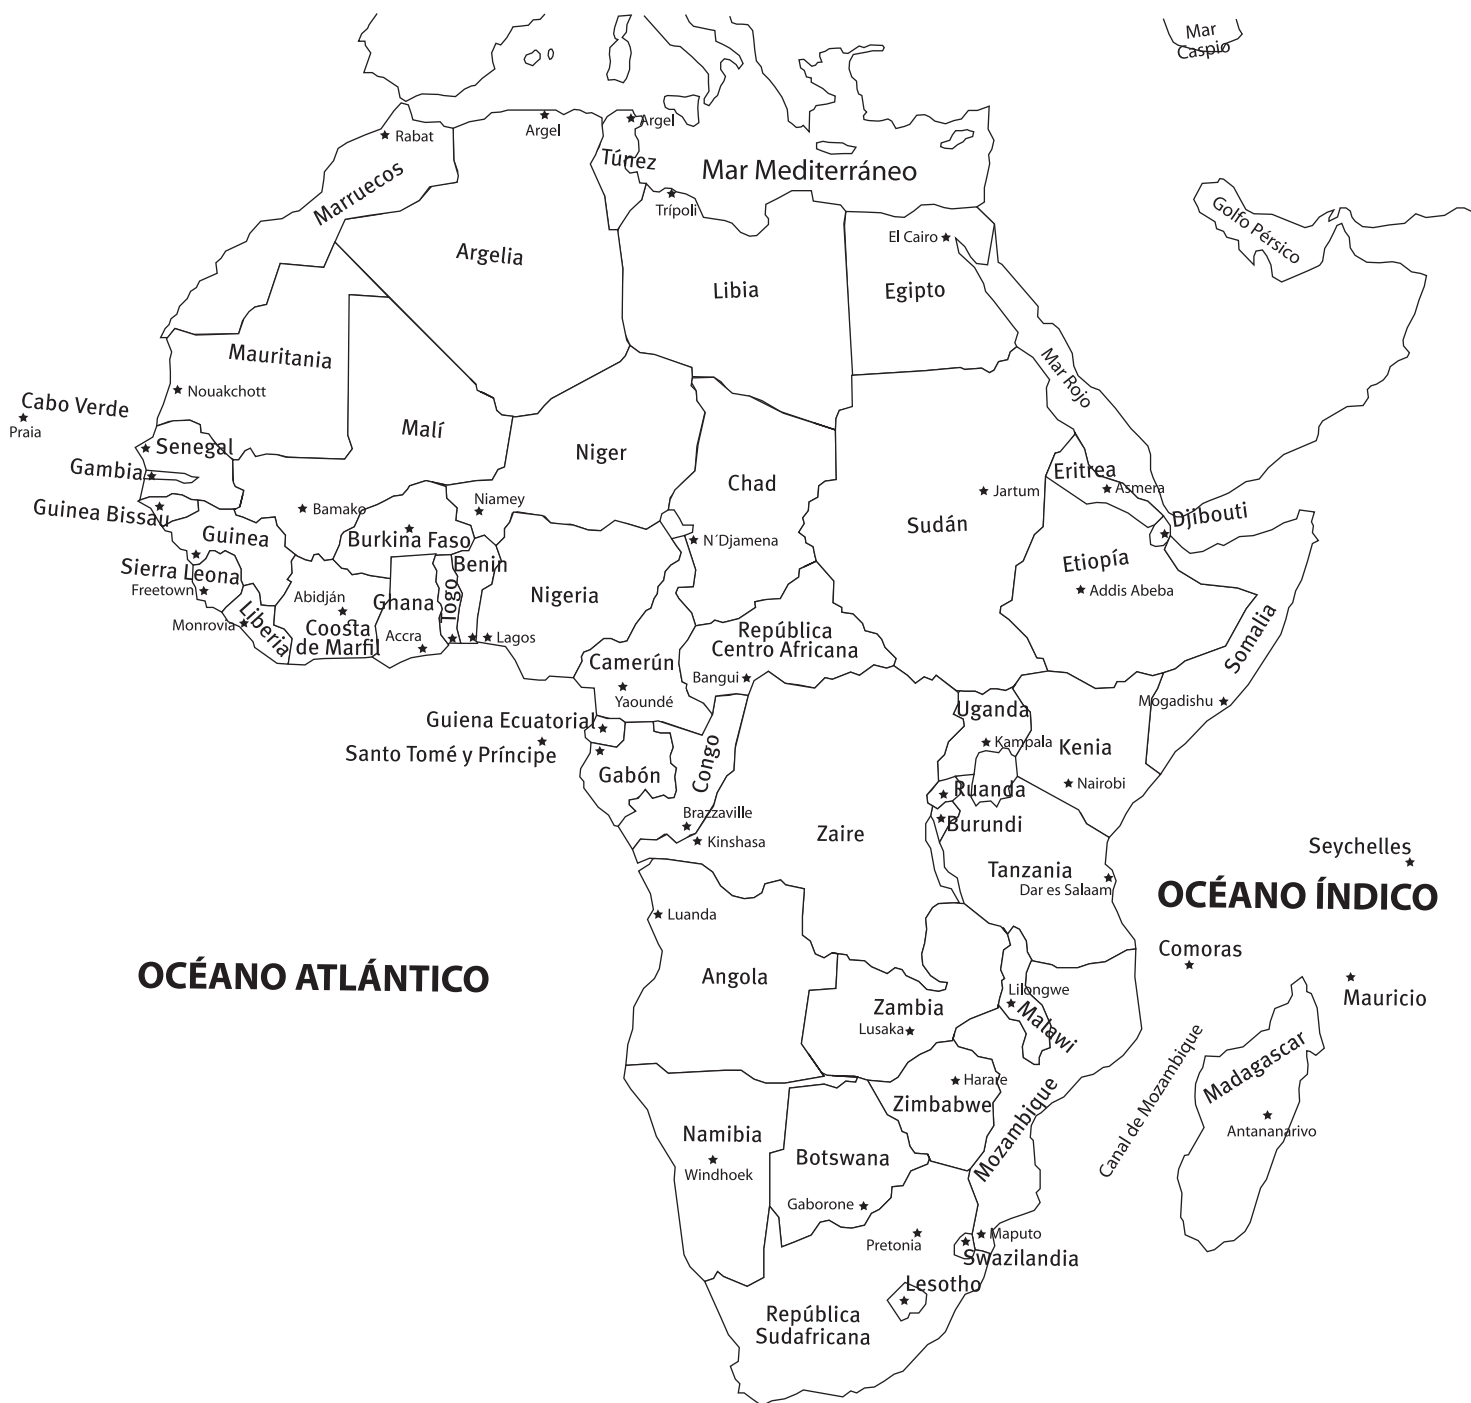 Mar
Caspio
Rabat
Argel
Argel
Túnez
Mar Mediterráneo
Marruecos
Trípoli
Golfo Pérsico
El Cairo
Argelia
Libia
Egipto
Mauritania
Mar Rojo
Nouakchott
Cabo Verde
Praia
Malí
Senegal
Niger
Gambia
Eritrea
Chad
Asmera
Jartum
Niamey
Bamako
Guinea Bissau
Djibouti
Sudán
Guinea
Burkina Faso
N´Djamena
Etiopía
Benin
Sierra Leona
Freetown
Addis Abeba
Abidján
Ghana
Togo
Nigeria
Liberia
Monrovia
Coosta
de Marfil
Accra
Lagos
República
Centro Africana
Somalia
Camerún
Bangui
Yaoundé
Mogadishu
Uganda
Guiena Ecuatorial
Kampala
Kenia
Santo Tomé y Príncipe
Congo
Gabón
Nairobi
Ruanda
Brazzaville
Burundi
Zaire
Kinshasa
Seychelles
Tanzania
Dar es Salaam
OCÉANO ÍNDICO
Luanda
Comoras
OCÉANO ATLÁNTICO
Angola
Lilongwe
Mauricio
Zambia
Malawi
Lusaka
Madagascar
Canal de Mozambique
Harare
Zimbabwe
Mozambique
Antananarivo
Namibia
Windhoek
Botswana
Gaborone
Maputo
Pretonia
Swazilandia
Lesotho
República
Sudafricana